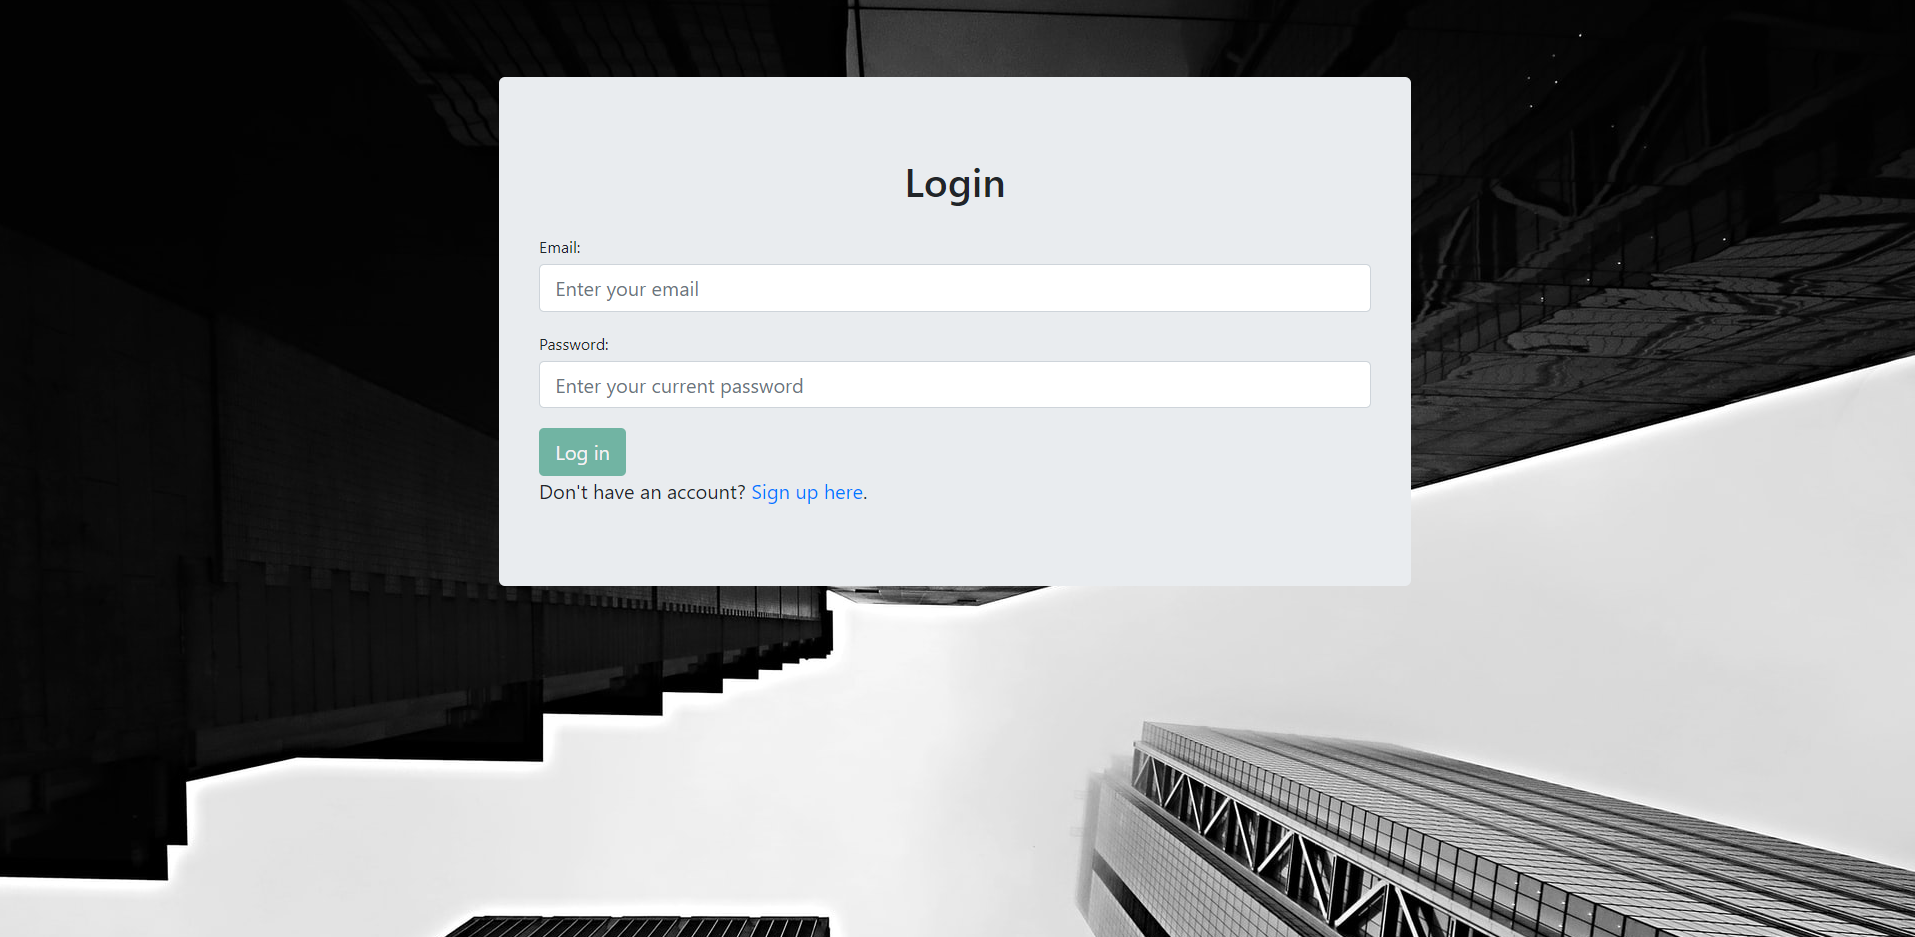 Login
Email:
Enter your email
Password:
Enter your current password
Log in
Don't have an account? Sign up here.